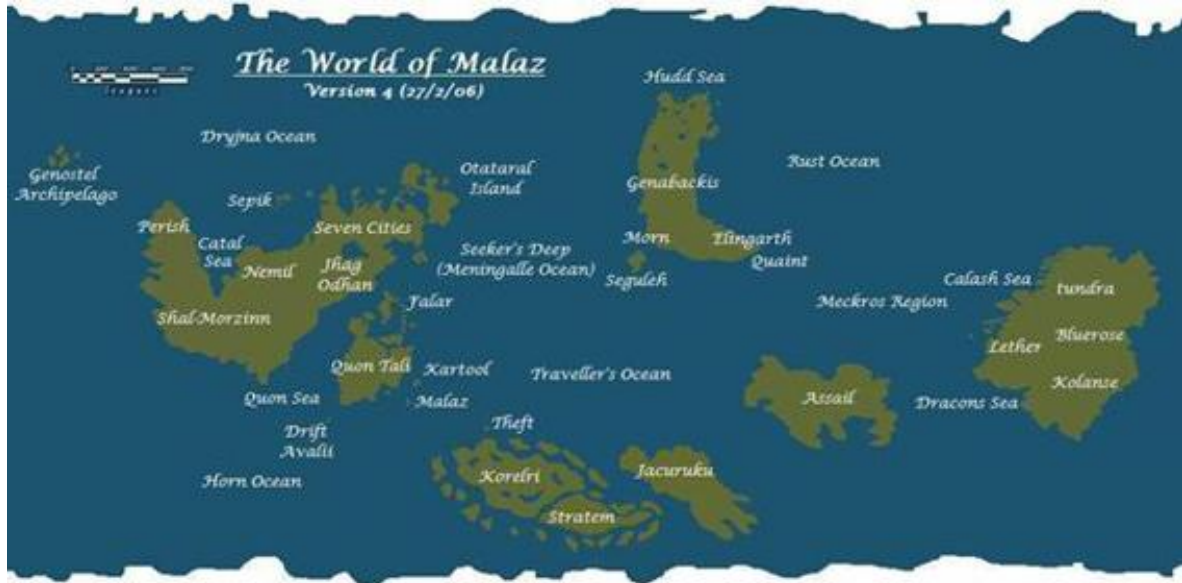 The World of Malaz
Version 4 (27/2/06)
Hudd Sea
Dryjna Ocean
Rust Ocean
Genostel
Archipelago
Otataral
Island
Genabackis
Sepik
Perish
Seven Cities
Catal
Sea
Morn
Elingarth
Quaint
Seeker's Deep
(Meningalle Ocean)
Nemil
Jhag
Odhan
Seguleh
Calash Sea
tundra
Falar
Meckros Region
Shal-Morzinn
Lether
Bluerose
Quon Tali
Kartool
Traveller's Ocean
Kolanse
Quon Sea
Malaz
Assail
Dracons Sea
Theft
Drift
Avalii
Korelri
Jacuruku
Horn Ocean
Stratem